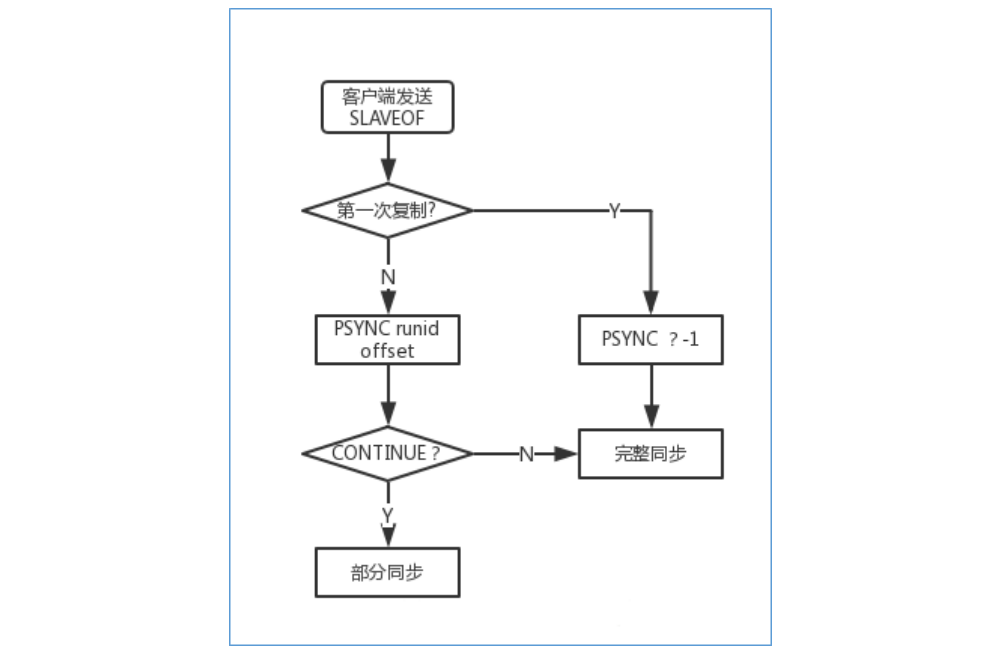 客户端发送
SLAVEOF
第一次复制?
Y
N
PSYNC runid
offset
PSYNC ? -1
CONTINUE ?
N
完整同步
Y
部分同步